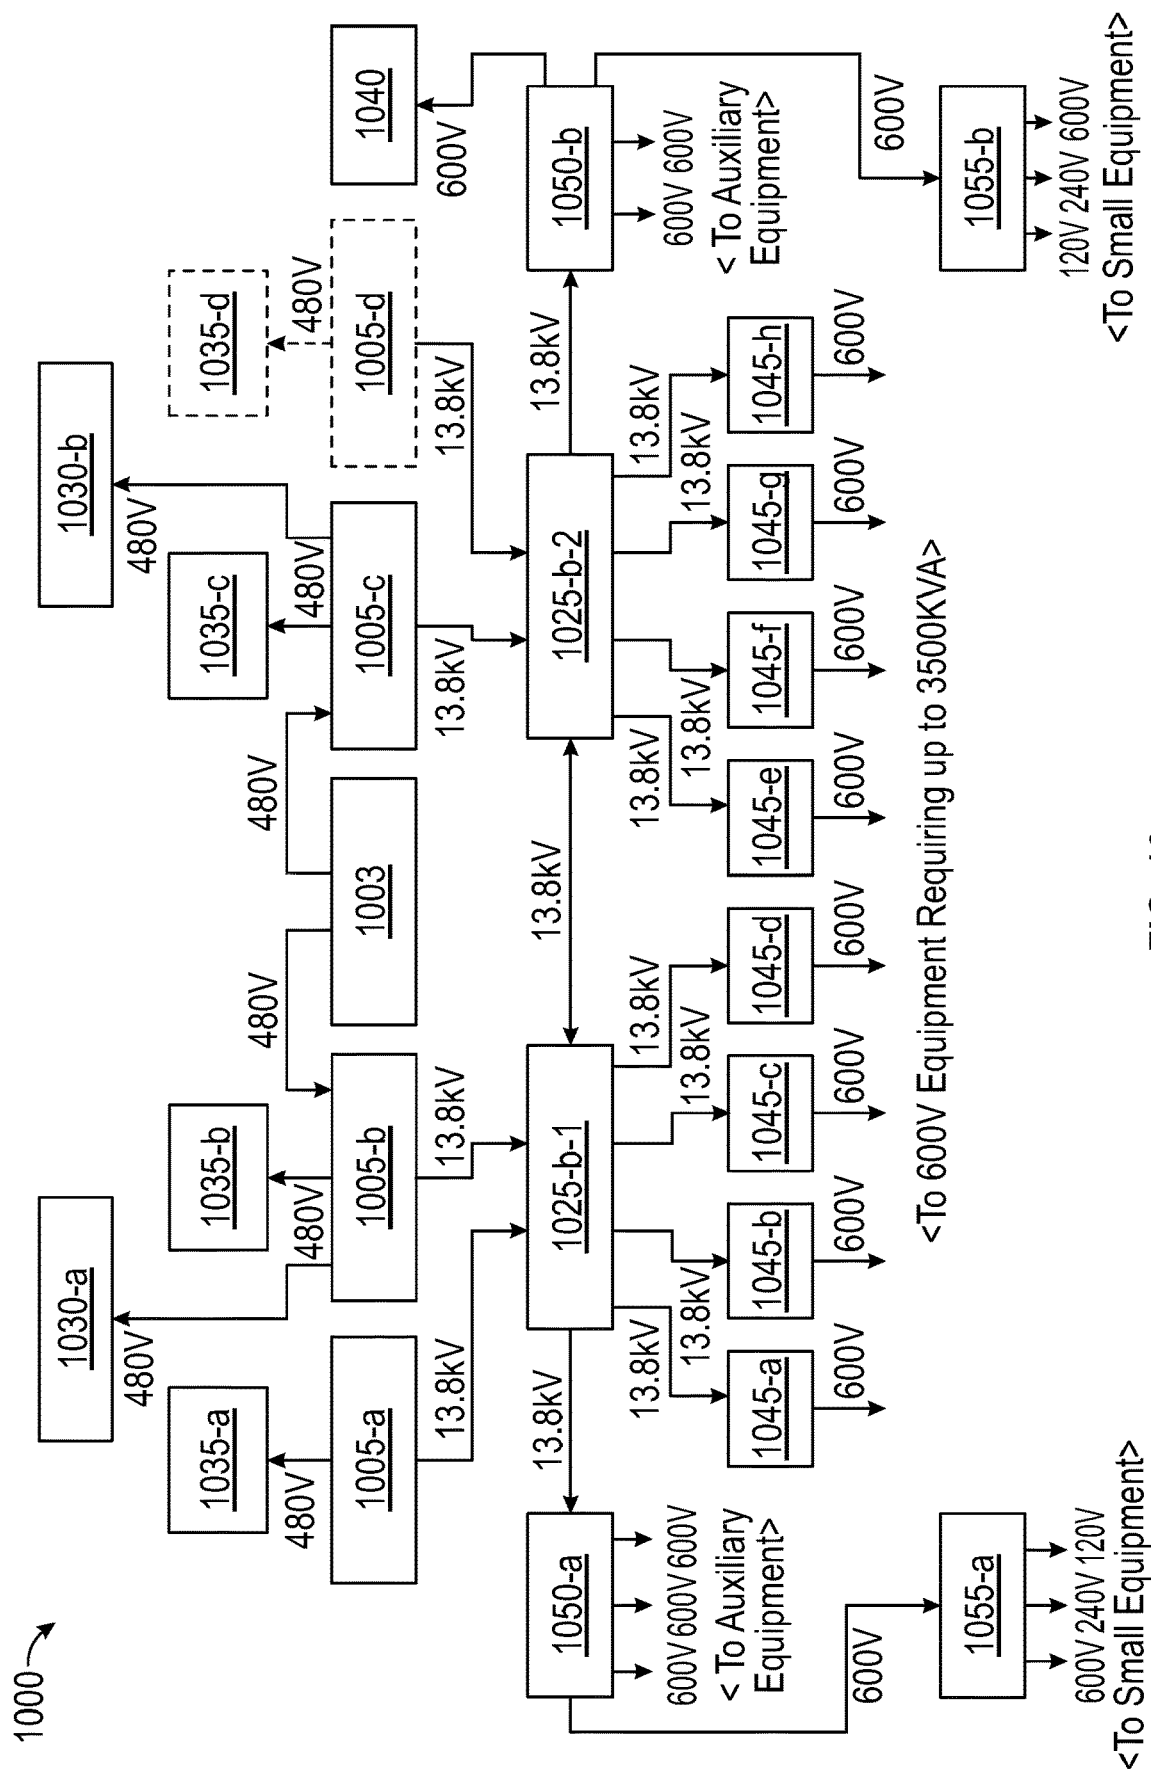 1000
1030-a
1030-b
480V
480V
1035-a
1035-b
1035-c
1035-d
480V
480V
480V
480V
480V
480V
1005-a
1005-b
1003
1005-c
1005-d
1040
13.8kV
13.8kV
13.8kV
13.8kV
600V
1050-a
13.8kV
1025-b-1
13.8kV
1025-b-2
13.8kV
1050-b
600V 600V 600V
< To Auxiliary
Equipment>
13.8kV
13.8kV
13.8kV
13.8kV
13.8kV
13.8kV
13.8kV
13.8kV
600V 600V
< To Auxiliary
Equipment>
1045-a
1045-b
1045-c
1045-d
1045-e
1045-f
1045-g
1045-h
600V
600V
600V
600V
600V
600V
600V
600V
600V
600V
<To 600V Equipment Requiring up to 3500KVA>
1055-a
1055-b
600V 240V 120V
<To Small Equipment>
120V 240V 600V
<To Small Equipment>